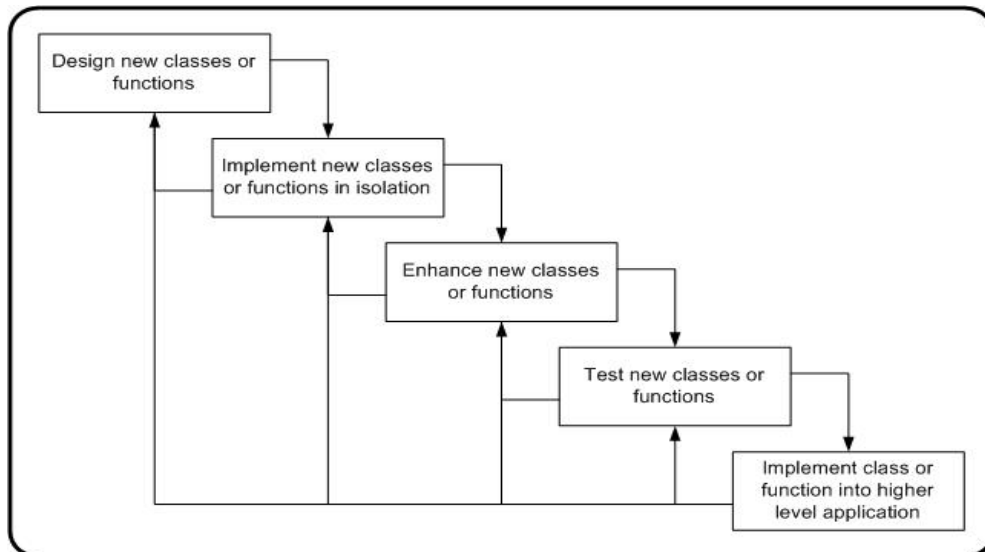 Design new classes or
functions
Implement new classes
or functions in isolation
Enhance new classes
or functions
Test new classes or
functions
Implement class or
function into higher
level application